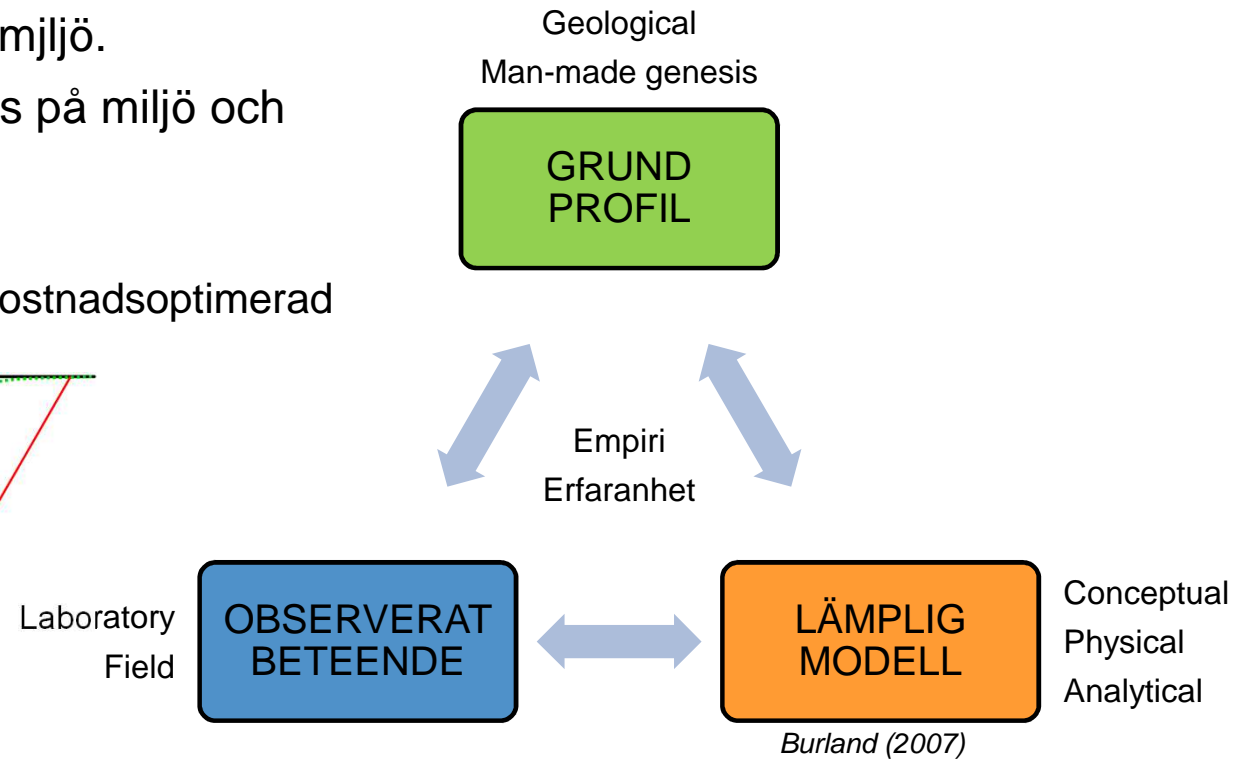 mjljö.
s på miljö och
ostnadsoptimerad
Geological
Man-made genesis
GRUND
PROFIL
Empiri
Erfaranhet
Laboratory
Field
OBSERVERAT
BETEENDE
LÄMPLIG
MODELL
Conceptual
Physical
Analytical
Burland (2007)